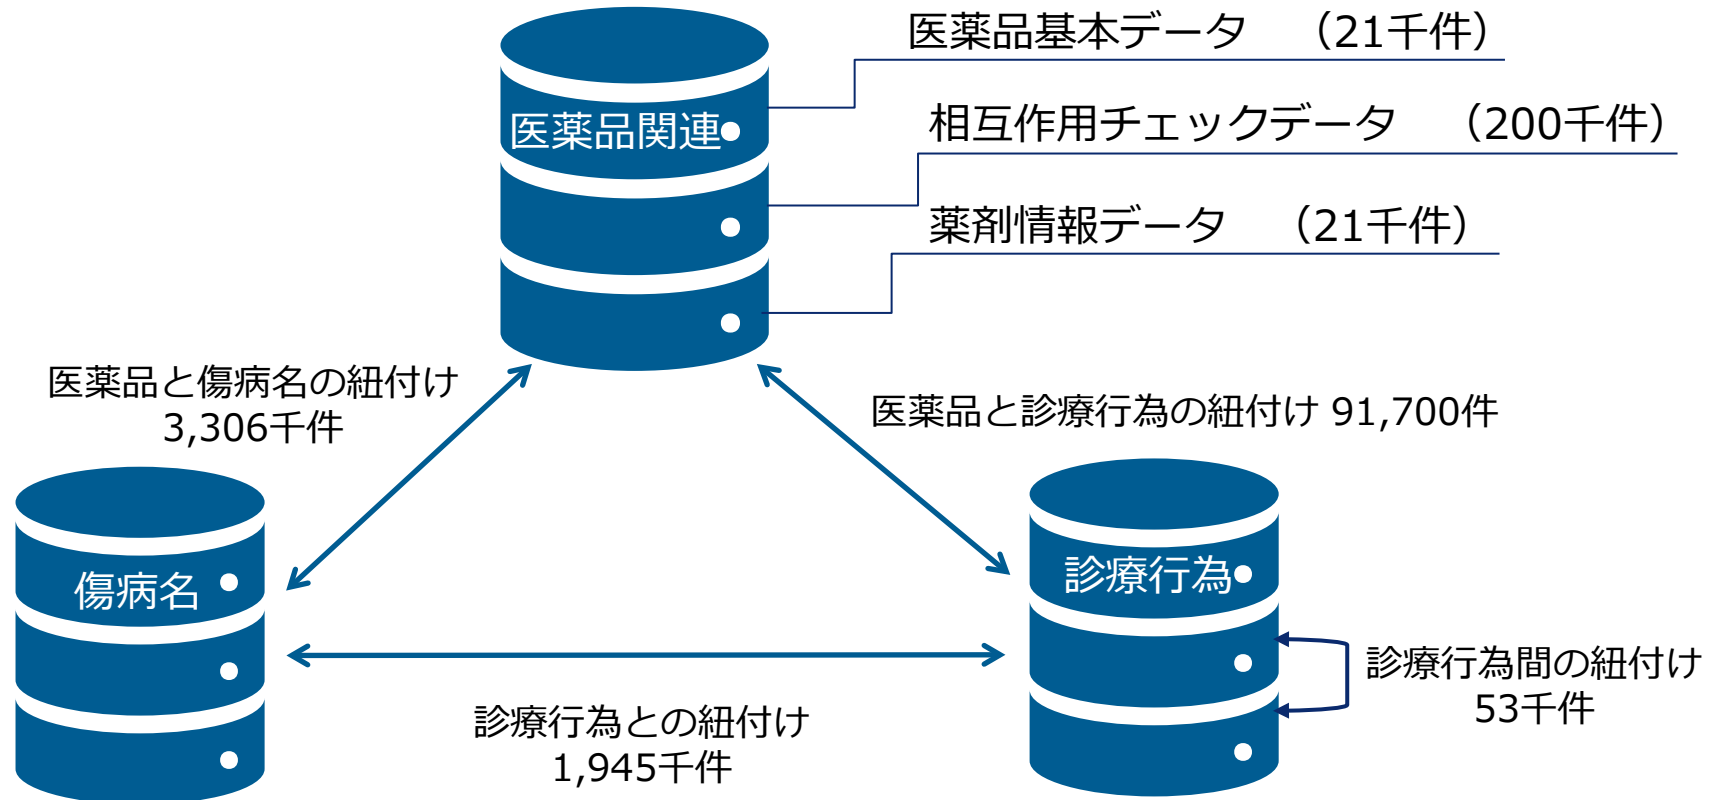 医薬品基本データ　（21千件）
医薬品関連
相互作用チェックデータ　（200千件）
薬剤情報データ　（21千件）
医薬品と傷病名の紐付け
3,306千件
医薬品と診療行為の紐付け 91,700件
傷病名
診療行為
診療行為間の紐付け
53千件
診療行為との紐付け
1,945千件